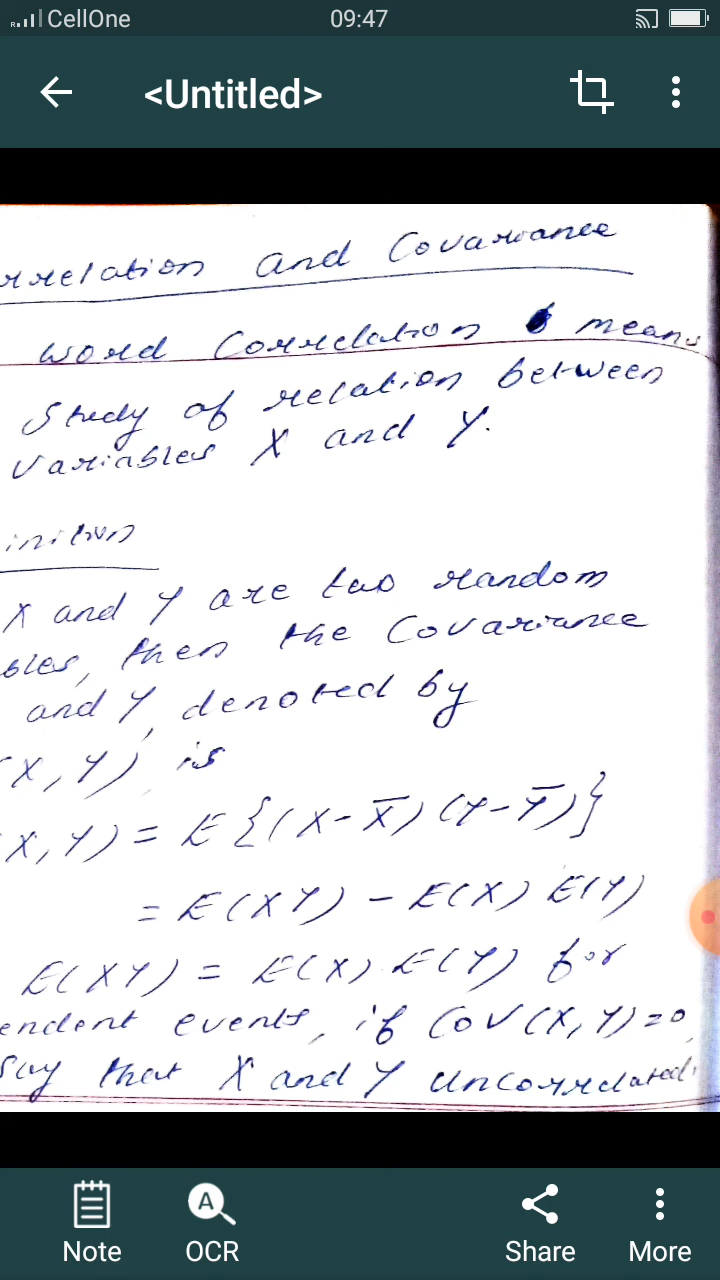 R CellOne 09:47
<Untitled>
rrelation and Covariance
word Correlation means
Study of relation between
variables X and Y.
inition
X and Y are two random
bles, then the Covariance
and Y, denoted by
X, Y) is
X, Y) = E{(X-X̅)(Y-Y̅)}
= E(XY) - E(X) E(Y)
E(XY) = E(X).E(Y) for
endent events, if Cov(X,Y)=0,
Say that X and Y uncorrelated.
A
Note OCR Share More